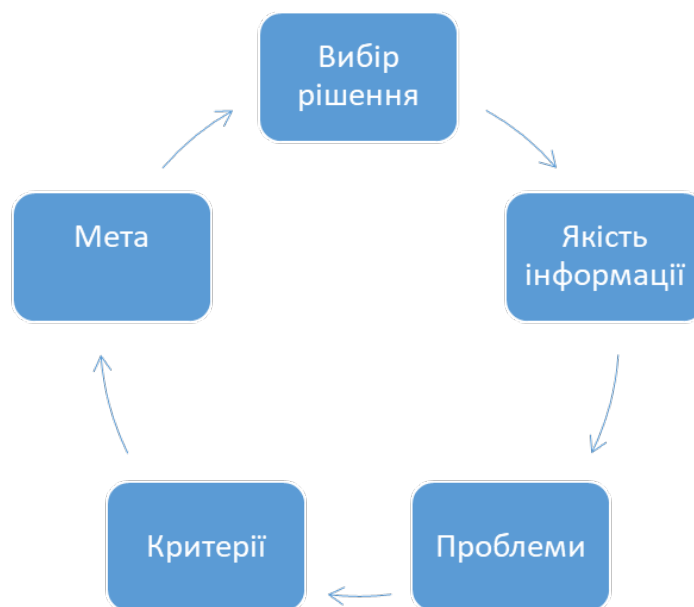 Вибір
рішення
Якість
інформації
Проблеми
Критерії
Мета